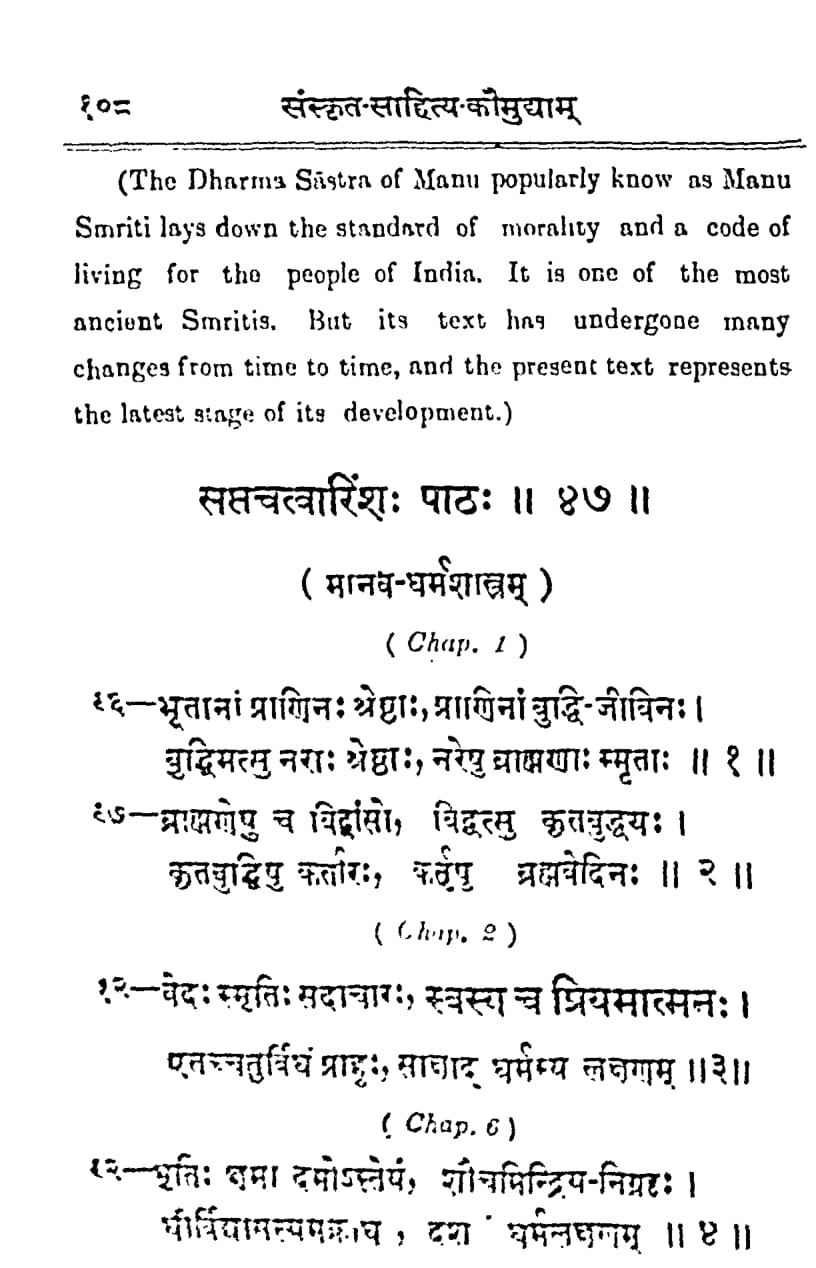 १०८ संस्कृत-साहित्य-कौमुद्याम्
(The Dharma Sāstra of Manu popularly know as Manu
Smriti lays down the standard of morality and a code of
living for the people of India. It is one of the most
ancient Smritis. But its text has undergone many
changes from time to time, and the present text represents
the latest stage of its development.)
सप्तचत्वारिंशः पाठः ॥ ४७ ॥
( मानव-धर्मशास्त्रम् )
( Chap. 1 )
९६—भूतानां प्राणिनः श्रेष्ठाः, प्राणिनां बुद्धि-जीविनः ।
बुद्धिमत्सु नराः श्रेष्ठाः, नरेषु ब्राह्मणाः स्मृताः ॥ १ ॥
९७—ब्राह्मणेषु च विद्वांसो, विद्वत्सु कृतबुद्धयः ।
कृतबुद्धिषु कर्तारः, कर्तृषु ब्रह्मवेदिनः ॥ २ ॥
( Chap. 2 )
१२—वेदः स्मृतिः सदाचारः, स्वस्य च प्रियमात्मनः ।
एतच्चतुर्विधं प्राहुः, साक्षाद् धर्मस्य लक्षणम् ॥३॥
( Chap. 6 )
९२—धृतिः क्षमा दमोऽस्तेयं, शौचमिन्द्रिय-निग्रहः ।
धीर्विद्यासत्यमक्रोध , दशं धर्मलक्षणम् ॥ ४ ॥